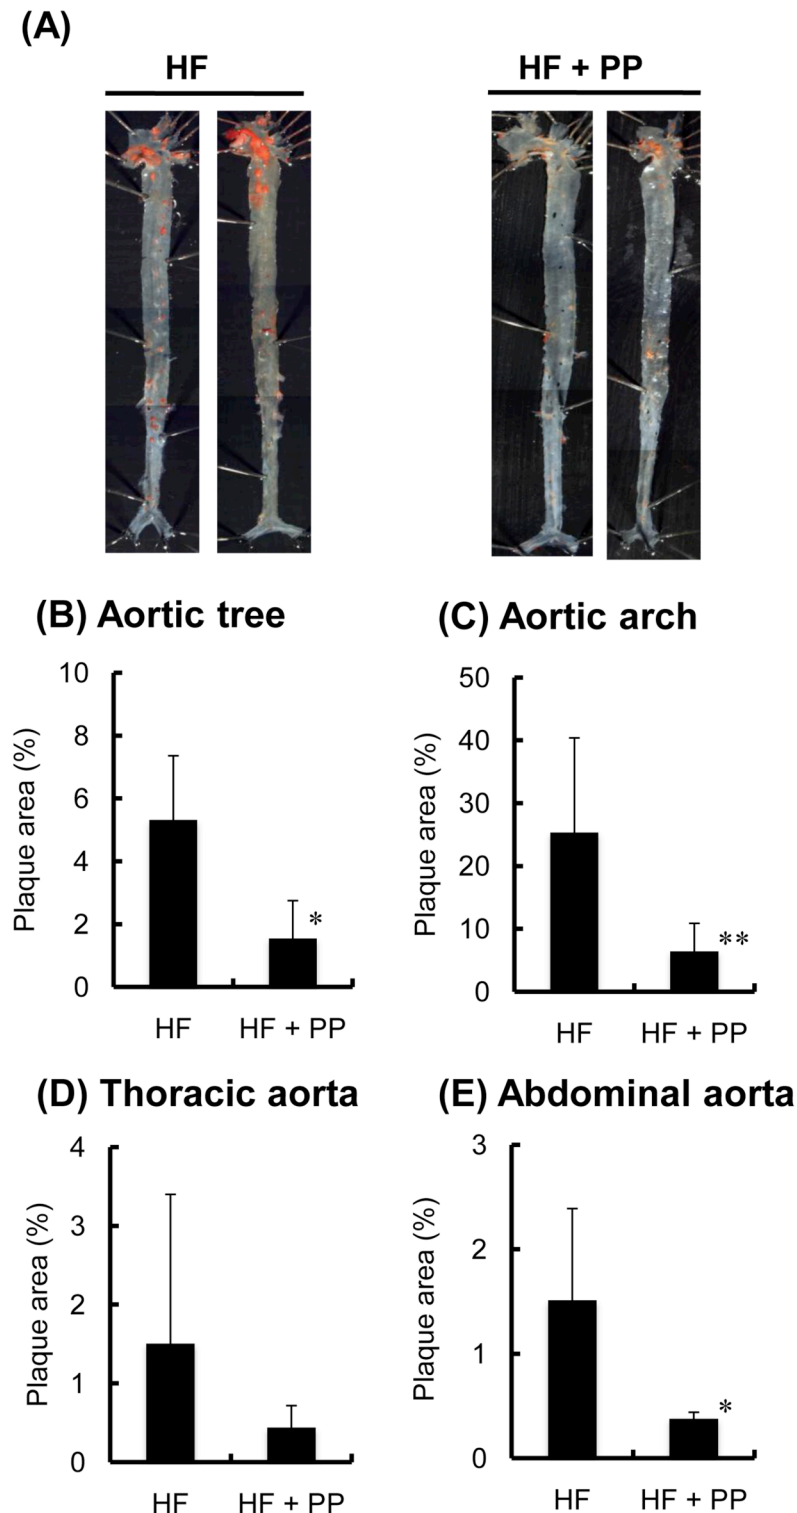 (A)
HF HF + PP
(B) Aortic tree (C) Aortic arch
Plaque area (%)
10
8
6
4
2
0
*
HF HF + PP
Plaque area (%)
50
40
30
20
10
0
**
HF HF + PP
(D) Thoracic aorta (E) Abdominal aorta
Plaque area (%)
4
3
2
1
0
HF HF + PP
Plaque area (%)
3
2
1
0
*
HF HF + PP